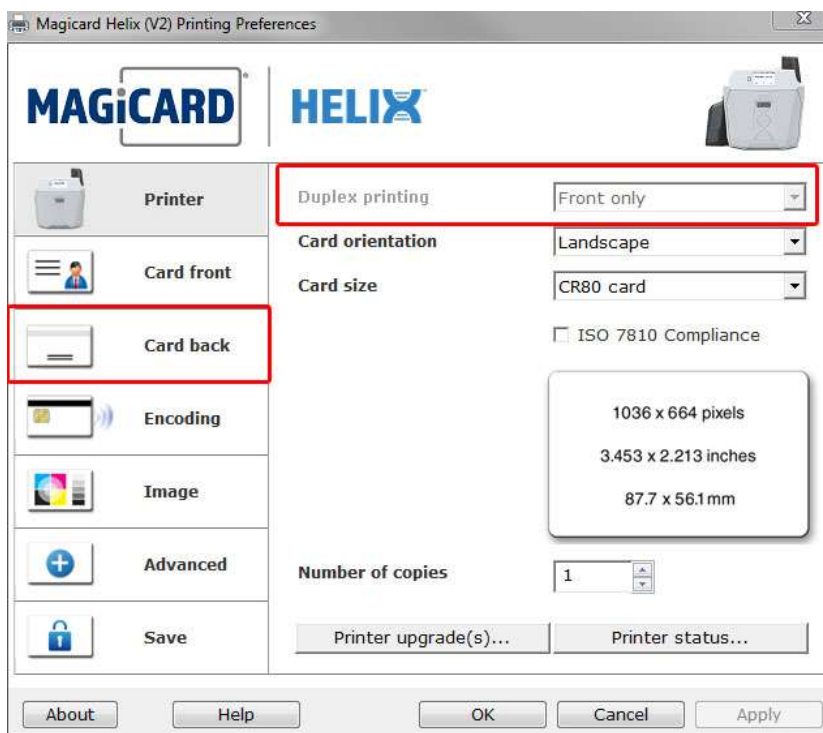 Magicard Helix (V2) Printing Preferences
MAGiCARD HELIX
Printer
Card front
Card back
Encoding
Image
Advanced
Save
Duplex printing Front only
Card orientation Landscape
Card size CR80 card
ISO 7810 Compliance
1036 x 664 pixels
3.453 x 2.213 inches
87.7 x 56.1 mm
Number of copies 1
Printer upgrade(s)... Printer status...
About Help OK Cancel Apply